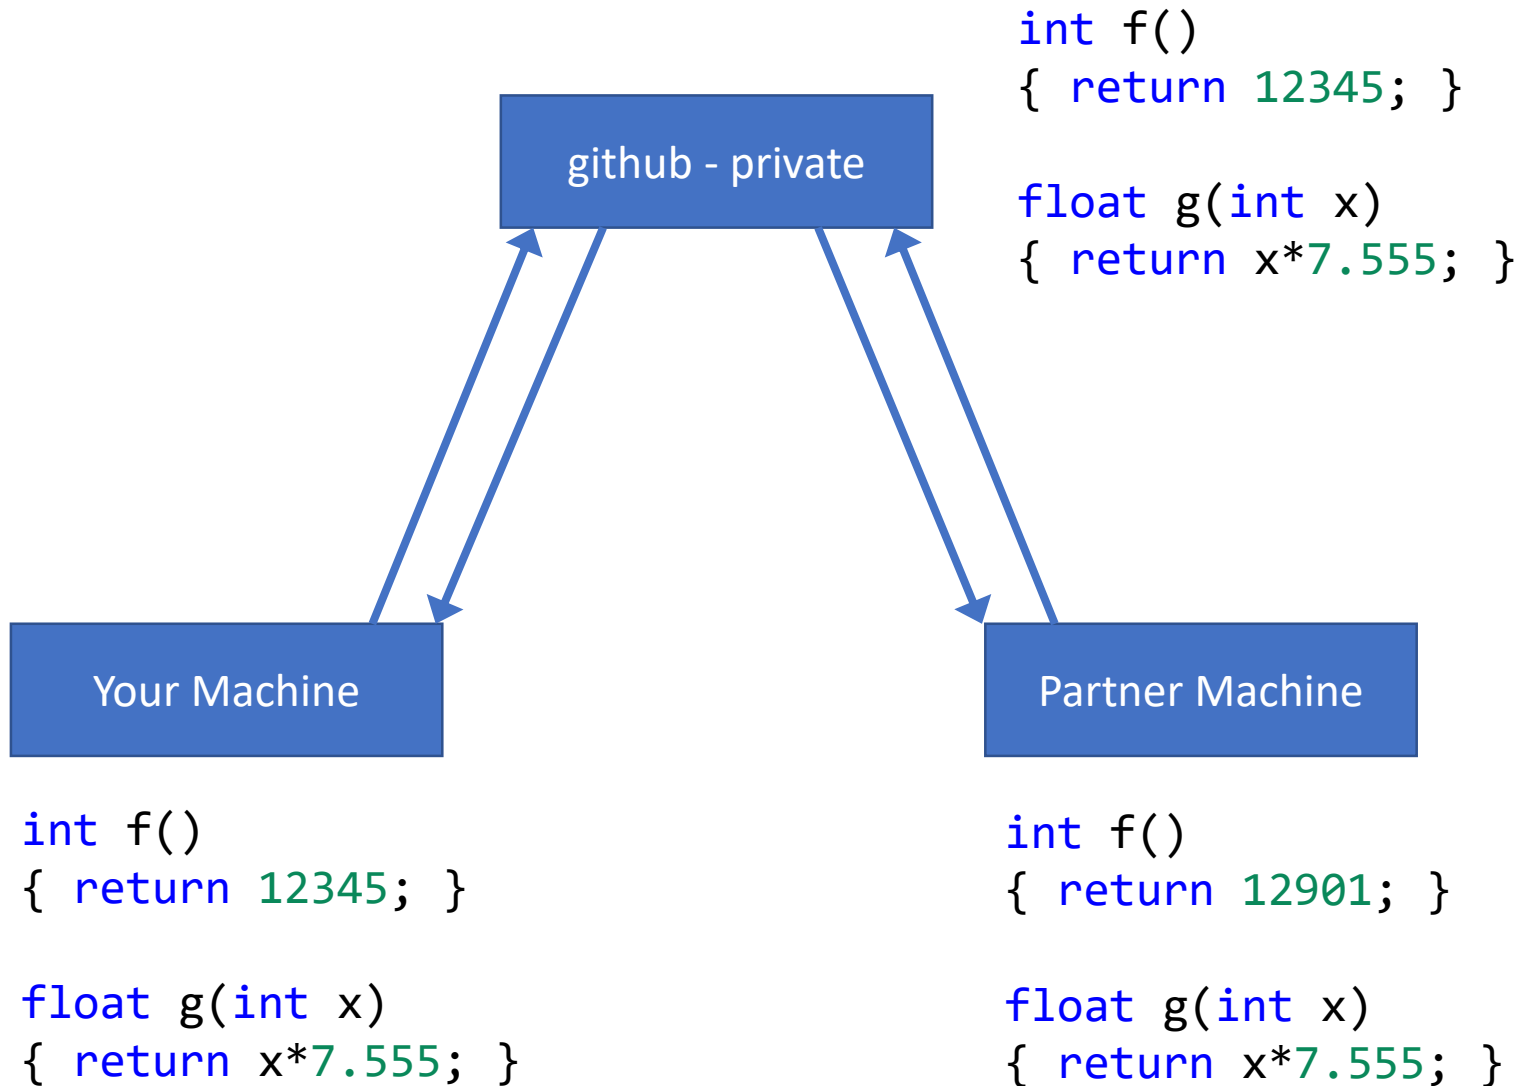 int f()
{ return 12345; }
float g(int x)
{ return x*7.555; }
github - private
Your Machine
Partner Machine
int f()
{ return 12345; }
float g(int x)
{ return x*7.555; }
int f()
{ return 12901; }
float g(int x)
{ return x*7.555; }